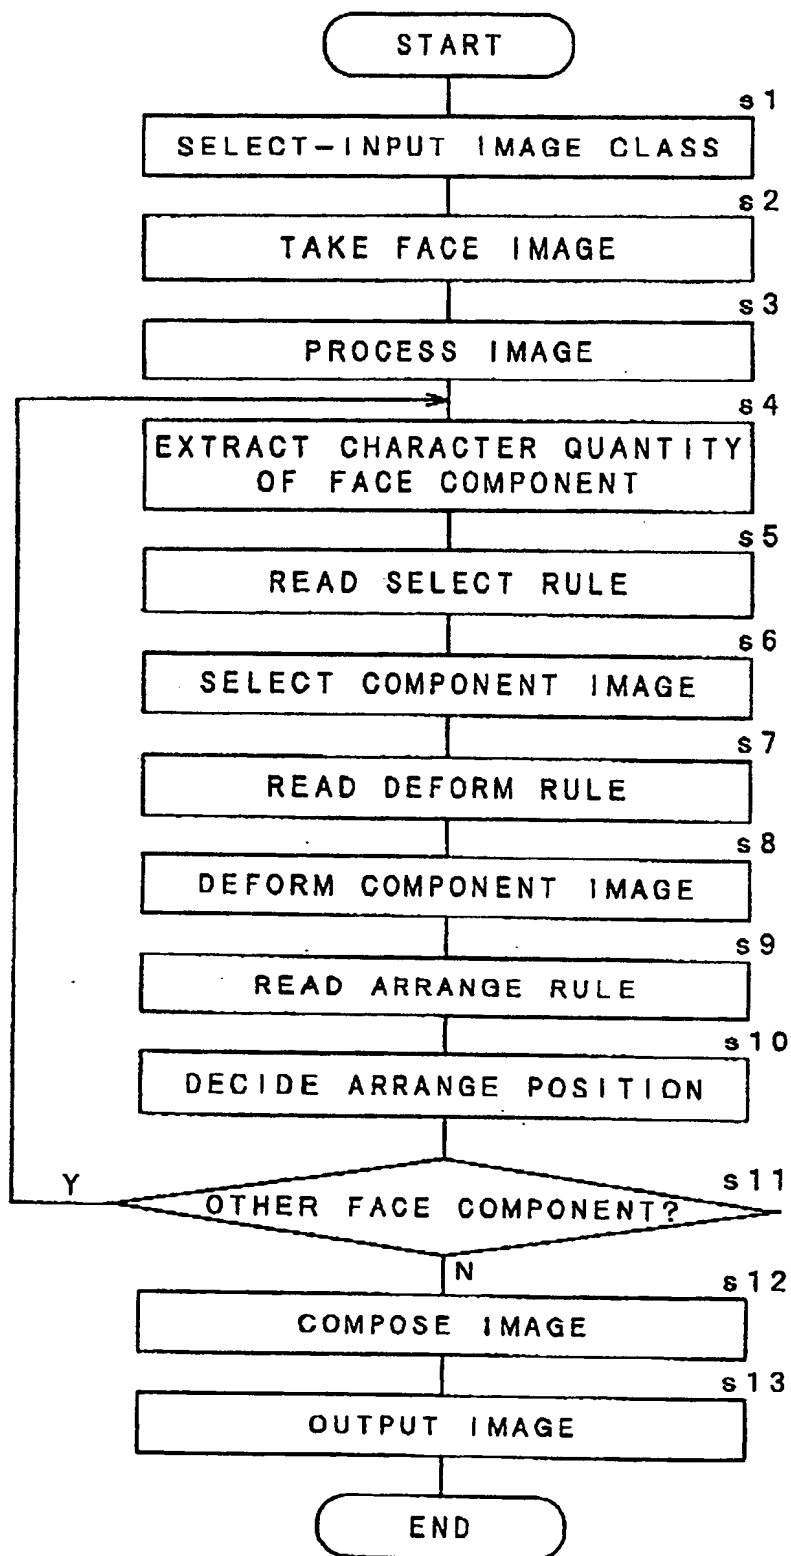 START
s1
SELECT-INPUT IMAGE CLASS
s2
TAKE FACE IMAGE
s3
PROCESS IMAGE
s4
EXTRACT CHARACTER QUANTITY
OF FACE COMPONENT
s5
READ SELECT RULE
s6
SELECT COMPONENT IMAGE
s7
READ DEFORM RULE
s8
DEFORM COMPONENT IMAGE
s9
READ ARRANGE RULE
s10
DECIDE ARRANGE POSITION
s11
Y
OTHER FACE COMPONENT?
N
s12
COMPOSE IMAGE
s13
OUTPUT IMAGE
END